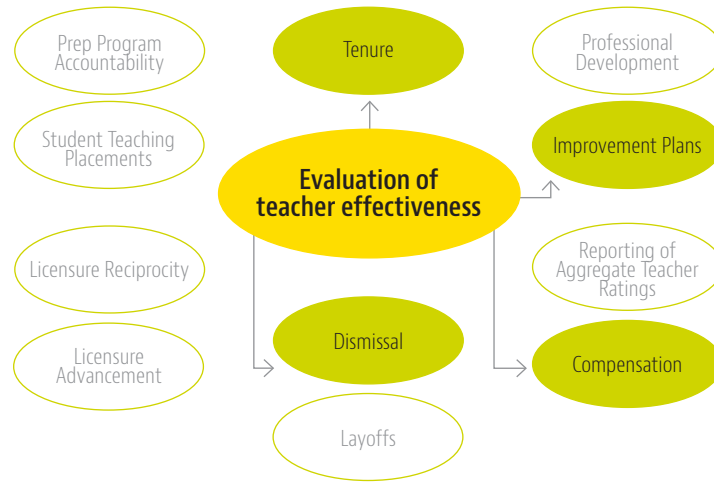 Prep Program
Accountability
Tenure
Professional
Development
Student Teaching
Placements
Improvement Plans
Evaluation of
teacher effectiveness
Licensure Reciprocity
Reporting of
Aggregate Teacher
Ratings
Dismissal
Licensure
Advancement
Compensation
Layoffs